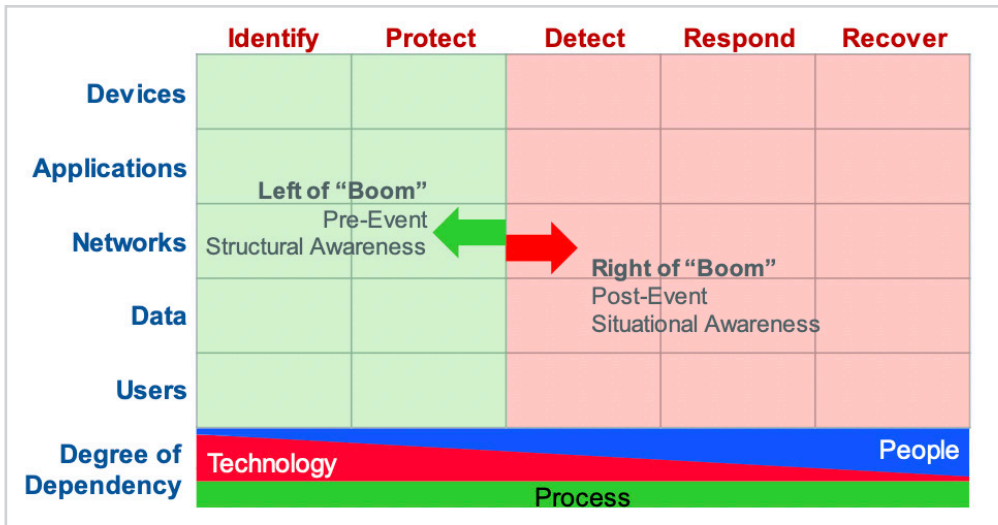 Identify Protect Detect Respond Recover
Devices
Applications
Left of “Boom”
Pre-Event
Networks
Structural Awareness
Right of “Boom”
Post-Event
Data
Situational Awareness
Users
Degree of
Dependency
Technology
People
Process